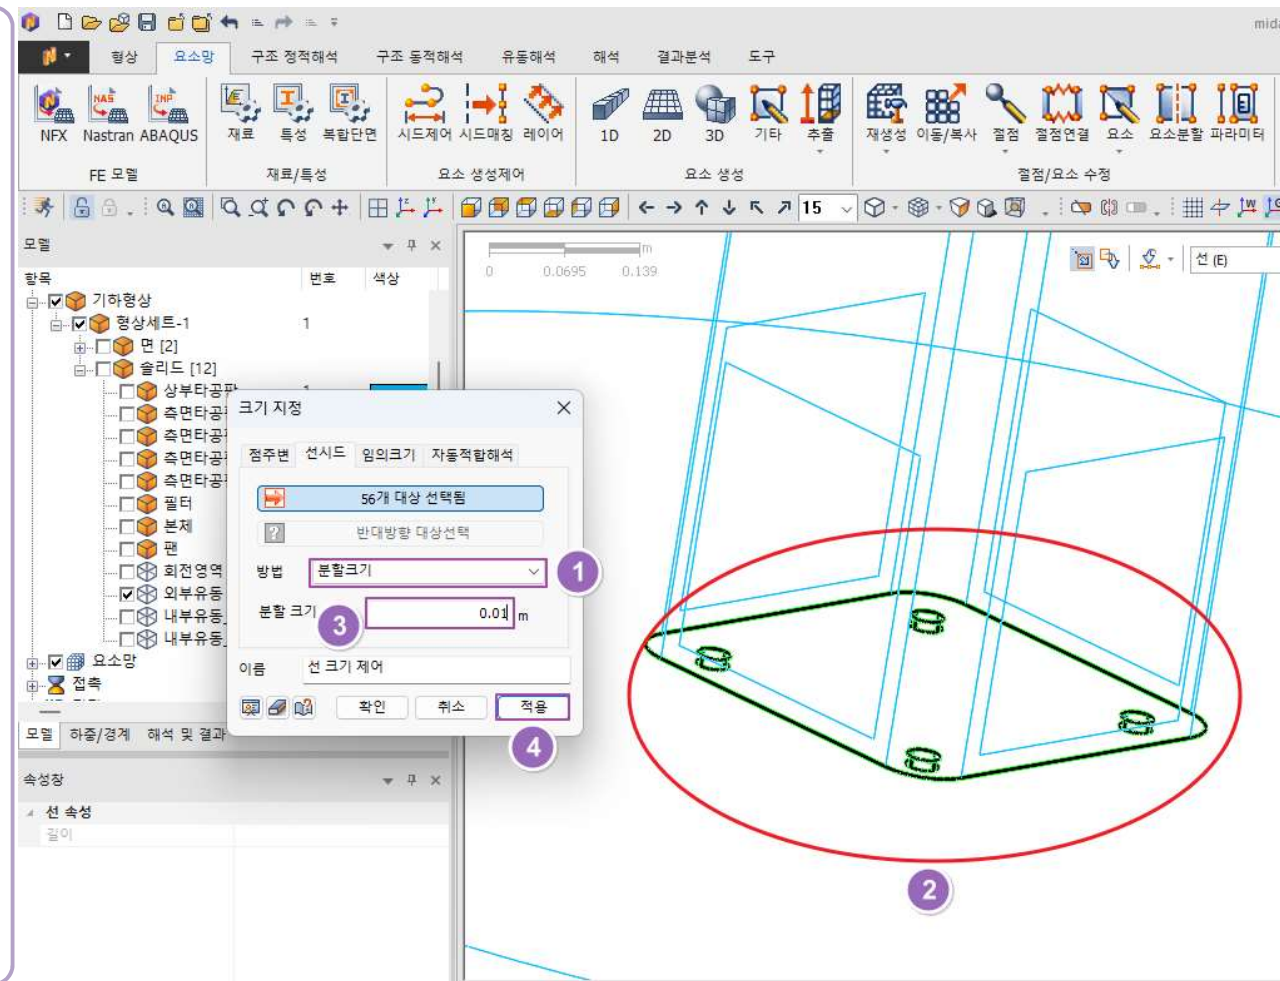 mida
형상 요소망 구조 정적해석 구조 동적해석 유동해석 해석 결과분석 도구
NAS INP
NFX Nastran ABAQUS 재료 특성 복합단면 시드제어 시드매칭 레이어 1D 2D 3D 기타 추출 재생성 이동/복사 절점 절점연결 요소 요소분할 파라미터
FE 모델 재료/특성 요소 생성제어 요소 생성 절점/요소 수정
15
모델
항목 번호 색상
기하형상
형상세트-1 1
면 [2]
솔리드 [12]
상부타공판 1
측면타공
측면타공
측면타공
측면타공
필터
본체
팬
회전영역
외부유동
내부유동_
내부유동_
요소망
접촉
모델 하중/경계 해석 및 결과
속성창
선 속성
길이
크기 지정
점주변 선시드 임의크기 자동적합해석
56개 대상 선택됨
반대방향 대상선택
방법 분할크기 1
분할 크기 3 0.01 m
이름 선 크기 제어
확인 취소 적용
4
m
0 0.0695 0.139
선 (E)
2